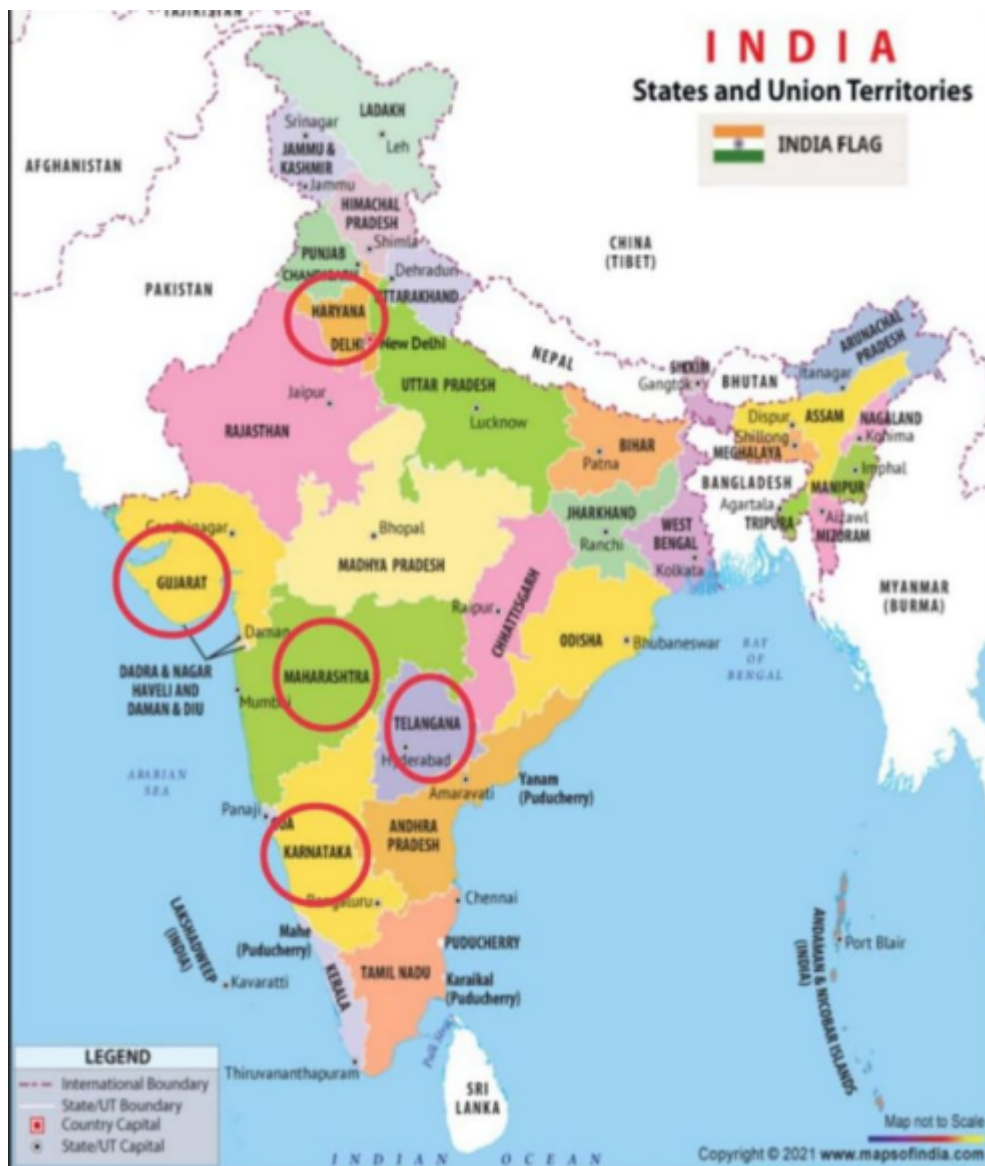 INDIA
States and Union Territories
INDIA FLAG
AFGHANISTAN
PAKISTAN
CHINA
(TIBET)
NEPAL
BHUTAN
BANGLADESH
MYANMAR
(BURMA)
SRI
LANKA
LADAKH
Leh
Srinagar
JAMMU &
KASHMIR
Jammu
HIMACHAL
PRADESH
Shimla
PUNJAB
CHANDIGARH
Dehradun
UTTARAKHAND
HARYANA
DELHI
New Delhi
UTTAR PRADESH
Lucknow
Jaipur
RAJASTHAN
BIHAR
Patna
SIKKIM
Gangtok
ARUNACHAL
PRADESH
Itanagar
Dispur
ASSAM
Shillong
MEGHALAYA
NAGALAND
Kohima
Imphal
MANIPUR
Agartala
TRIPURA
Aizawl
MIZORAM
Gandhinagar
GUJARAT
Bhopal
MADHYA PRADESH
JHARKHAND
Ranchi
WEST
BENGAL
Kolkata
Raipur
CHHATTISGARH
ODISHA
Bhubaneswar
Daman
DADRA & NAGAR
HAVELI AND
DAMAN & DIU
MAHARASHTRA
Mumbai
TELANGANA
Hyderabad
BAY
OF
BENGAL
ARABIAN
SEA
Amaravati
Yanam
(Puducherry)
Panaji
GOA
ANDHRA
PRADESH
KARNATAKA
Bengaluru
Chennai
Mahe
(Puducherry)
PUDUCHERRY
LAKSHADWEEP
(INDIA)
Kavaratti
KERALA
TAMIL NADU
Karaikal
(Puducherry)
ANDAMAN & NICOBAR ISLANDS
(INDIA)
Port Blair
Thiruvananthapuram
LEGEND
International Boundary
State/UT Boundary
Country Capital
State/UT Capital
INDIAN OCEAN
Map not to Scale
Copyright © 2021 www.mapsofindia.com